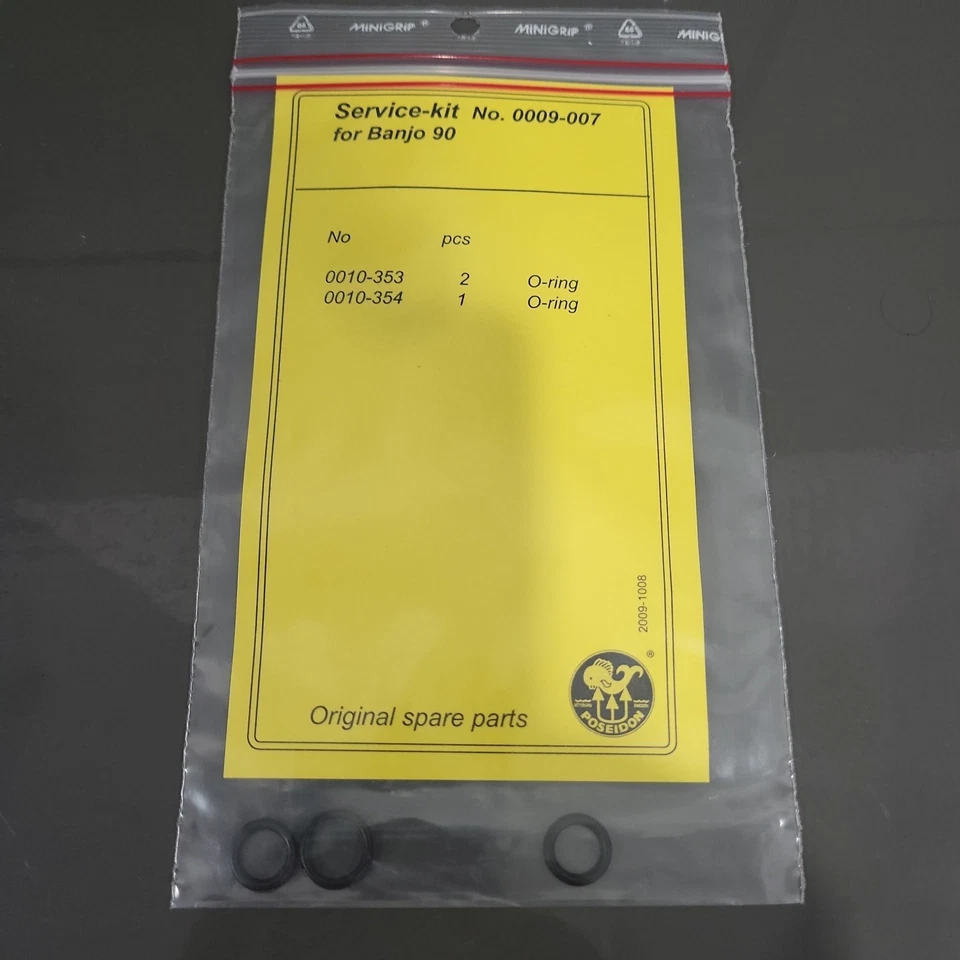 MINIGRIP ® MINIGRIP ® MINIG
Service-kit No. 0009-007
for Banjo 90
No pcs
0010-353 2 O-ring
0010-354 1 O-ring
2009-1008
®
Original spare parts
POSEIDON